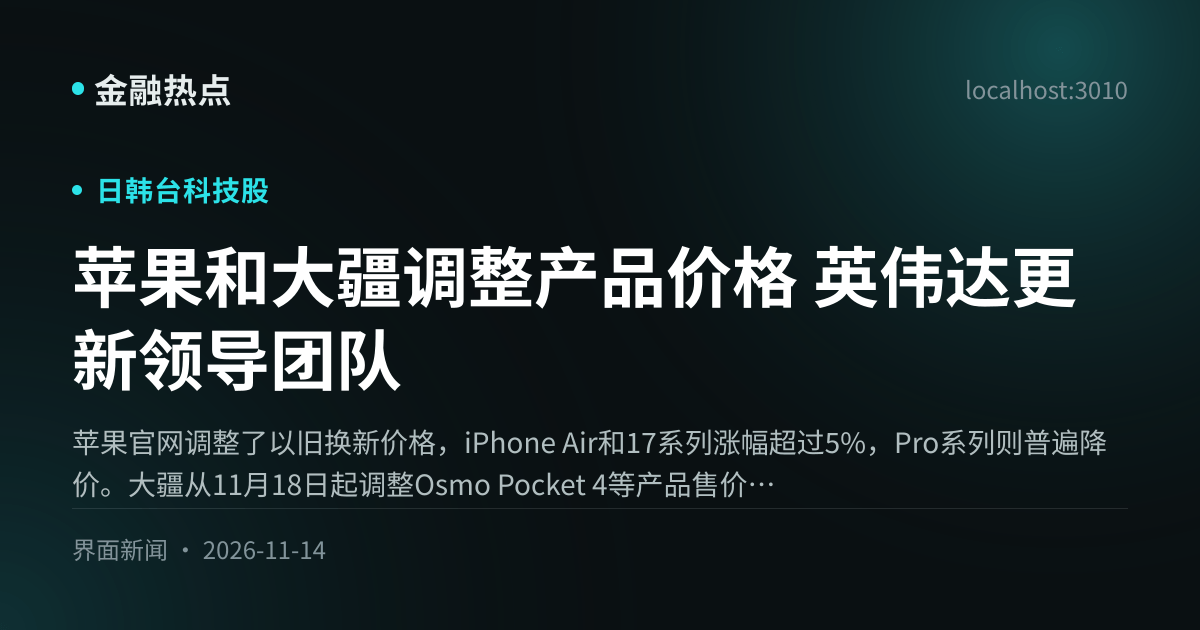 金融热点
localhost:3010
日韩台科技股
苹果和大疆调整产品价格 英伟达更
新领导团队
苹果官网调整了以旧换新价格，iPhone Air和17系列涨幅超过5%，Pro系列则普遍降
价。大疆从11月18日起调整Osmo Pocket 4等产品售价…
界面新闻 • 2026-11-14